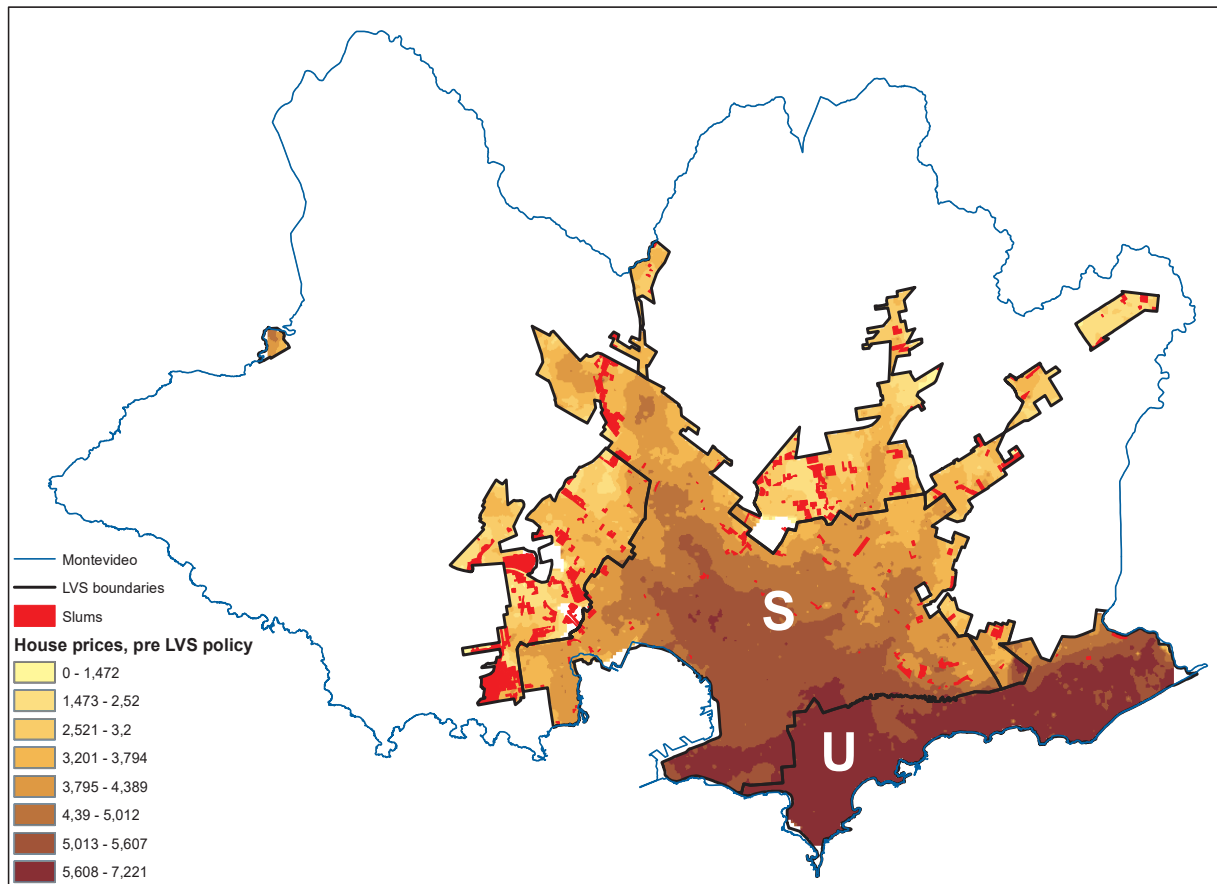 S
U
Montevideo
LVS boundaries
Slums
House prices, pre LVS policy
0 - 1,472
1,473 - 2,52
2,521 - 3,2
3,201 - 3,794
3,795 - 4,389
4,39 - 5,012
5,013 - 5,607
5,608 - 7,221